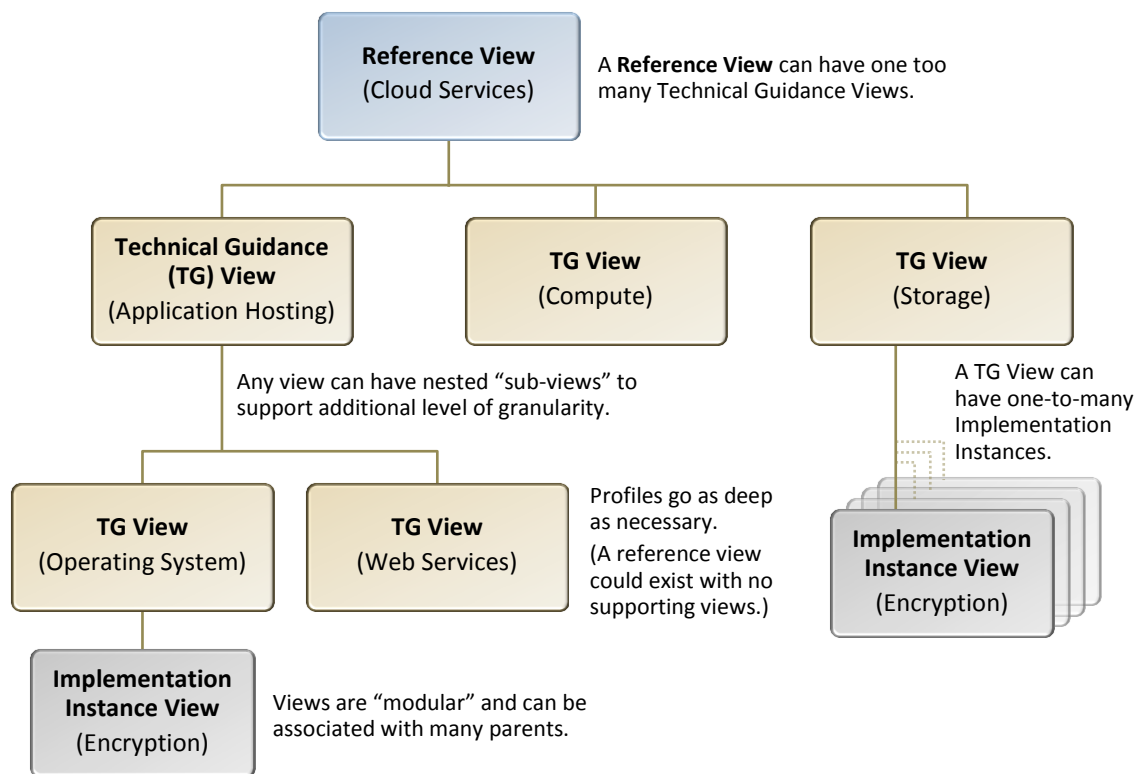 Reference View
(Cloud Services)
A Reference View can have one too
many Technical Guidance Views.
Technical Guidance
(TG) View
(Application Hosting)
TG View
(Compute)
TG View
(Storage)
Any view can have nested “sub-views” to
support additional level of granularity.
A TG View can
have one-to-many
Implementation
Instances.
TG View
(Operating System)
TG View
(Web Services)
Profiles go as deep
as necessary.
(A reference view
could exist with no
supporting views.)
Implementation
Instance View
(Encryption)
Implementation
Instance View
(Encryption)
Views are “modular” and can be
associated with many parents.